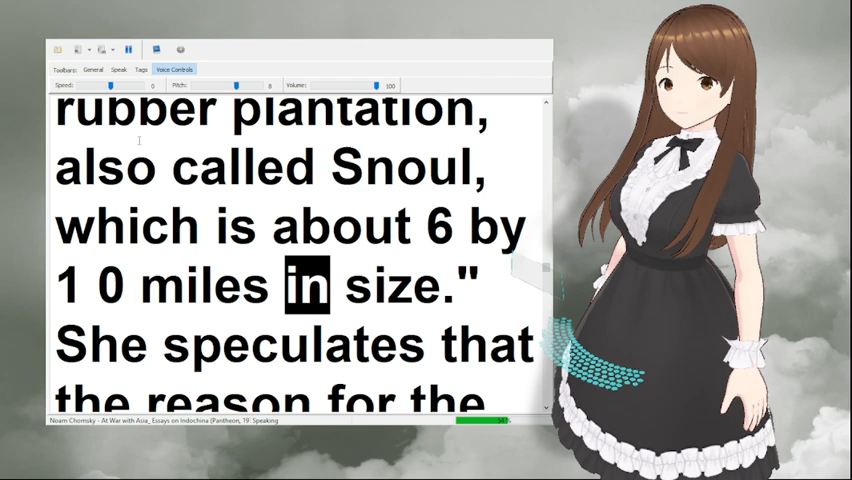 Toolbars: General Speak Tags Voice Controls
Speed: 0 Pitch: 8 Volume: 100
rubber plantation,
also called Snoul,
which is about 6 by
1 0 miles in size."
She speculates that
the reason for the
Noam Chomsky - At War with Asia_ Essays on Indochina (Pantheon, 19 Speaking